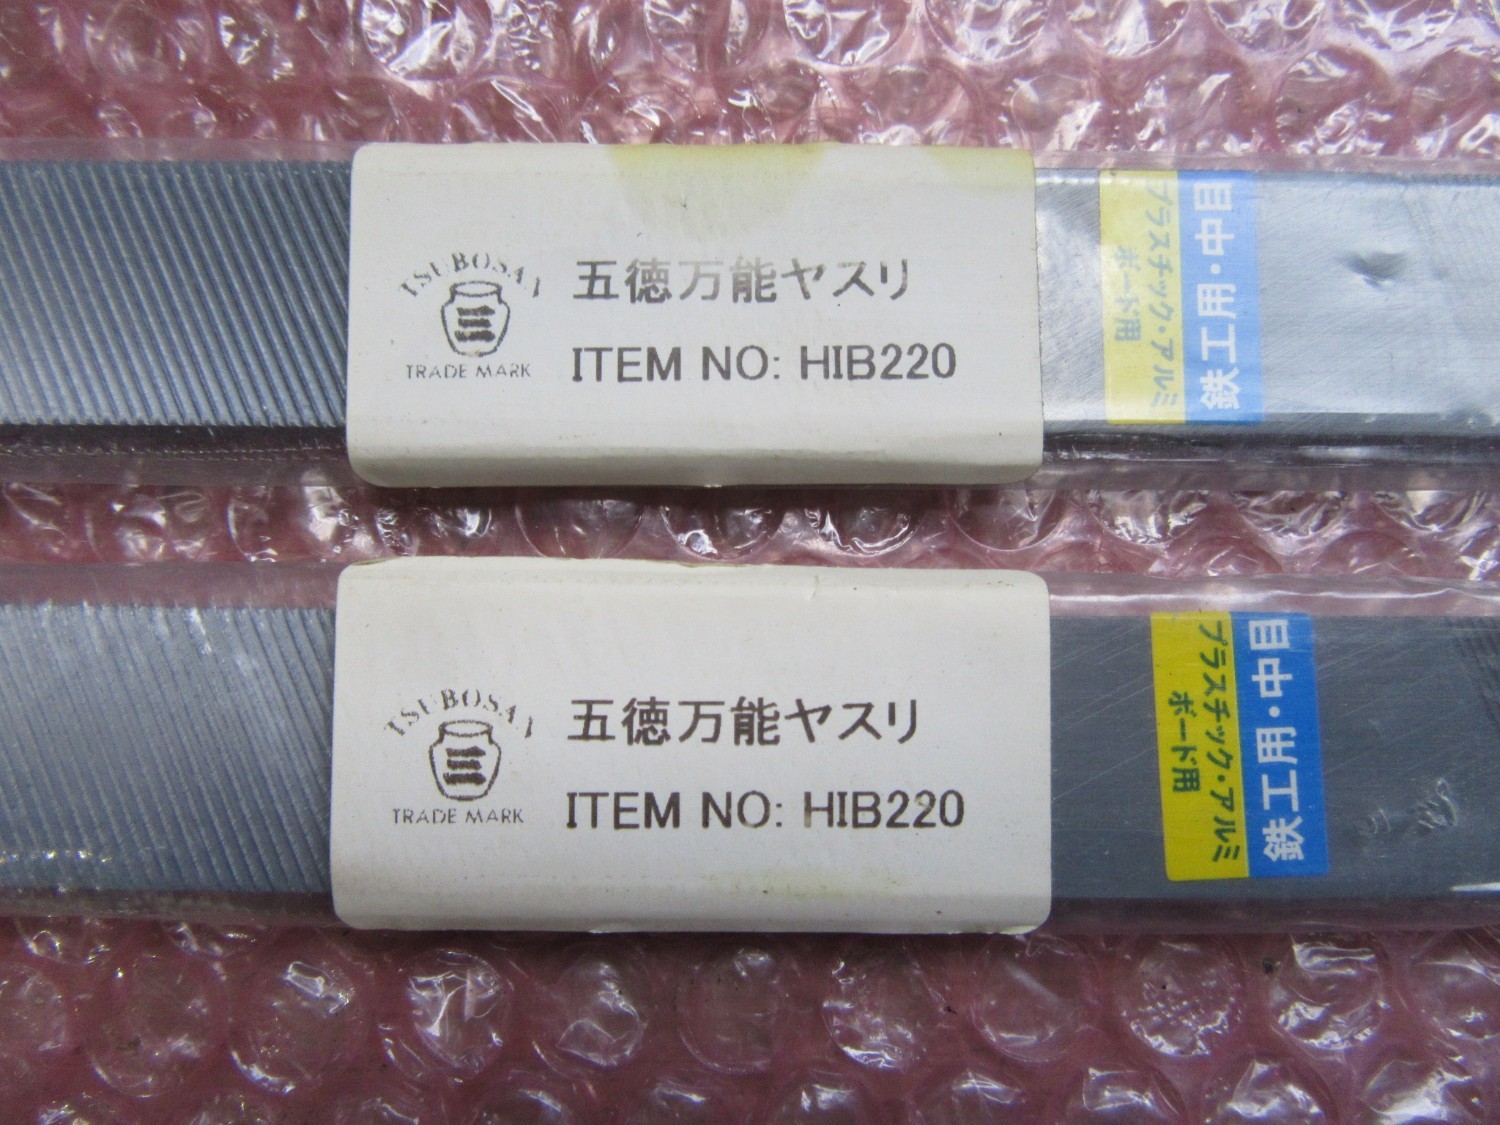 TSUBOSAN
三
TRADE MARK
五徳万能ヤスリ
ITEM NO: HIB220
鉄工用・中目
プラスチック・アルミ
ボード用
TSUBOSAN
三
TRADE MARK
五徳万能ヤスリ
ITEM NO: HIB220
鉄工用・中目
プラスチック・アルミ
ボード用